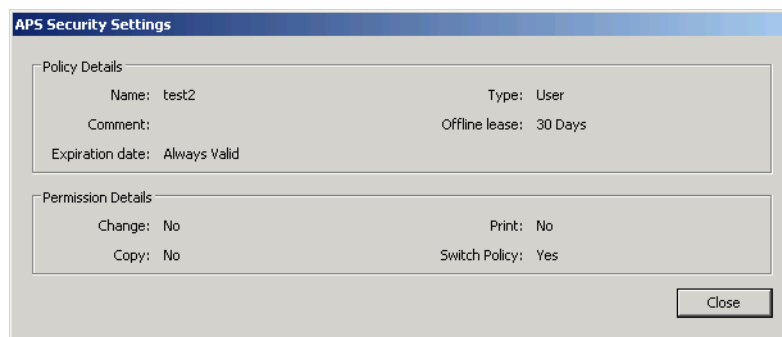 APS Security Settings
Policy Details
Name: test2 Type: User
Comment: Offline lease: 30 Days
Expiration date: Always Valid
Permission Details
Change: No Print: No
Copy: No Switch Policy: Yes
Close